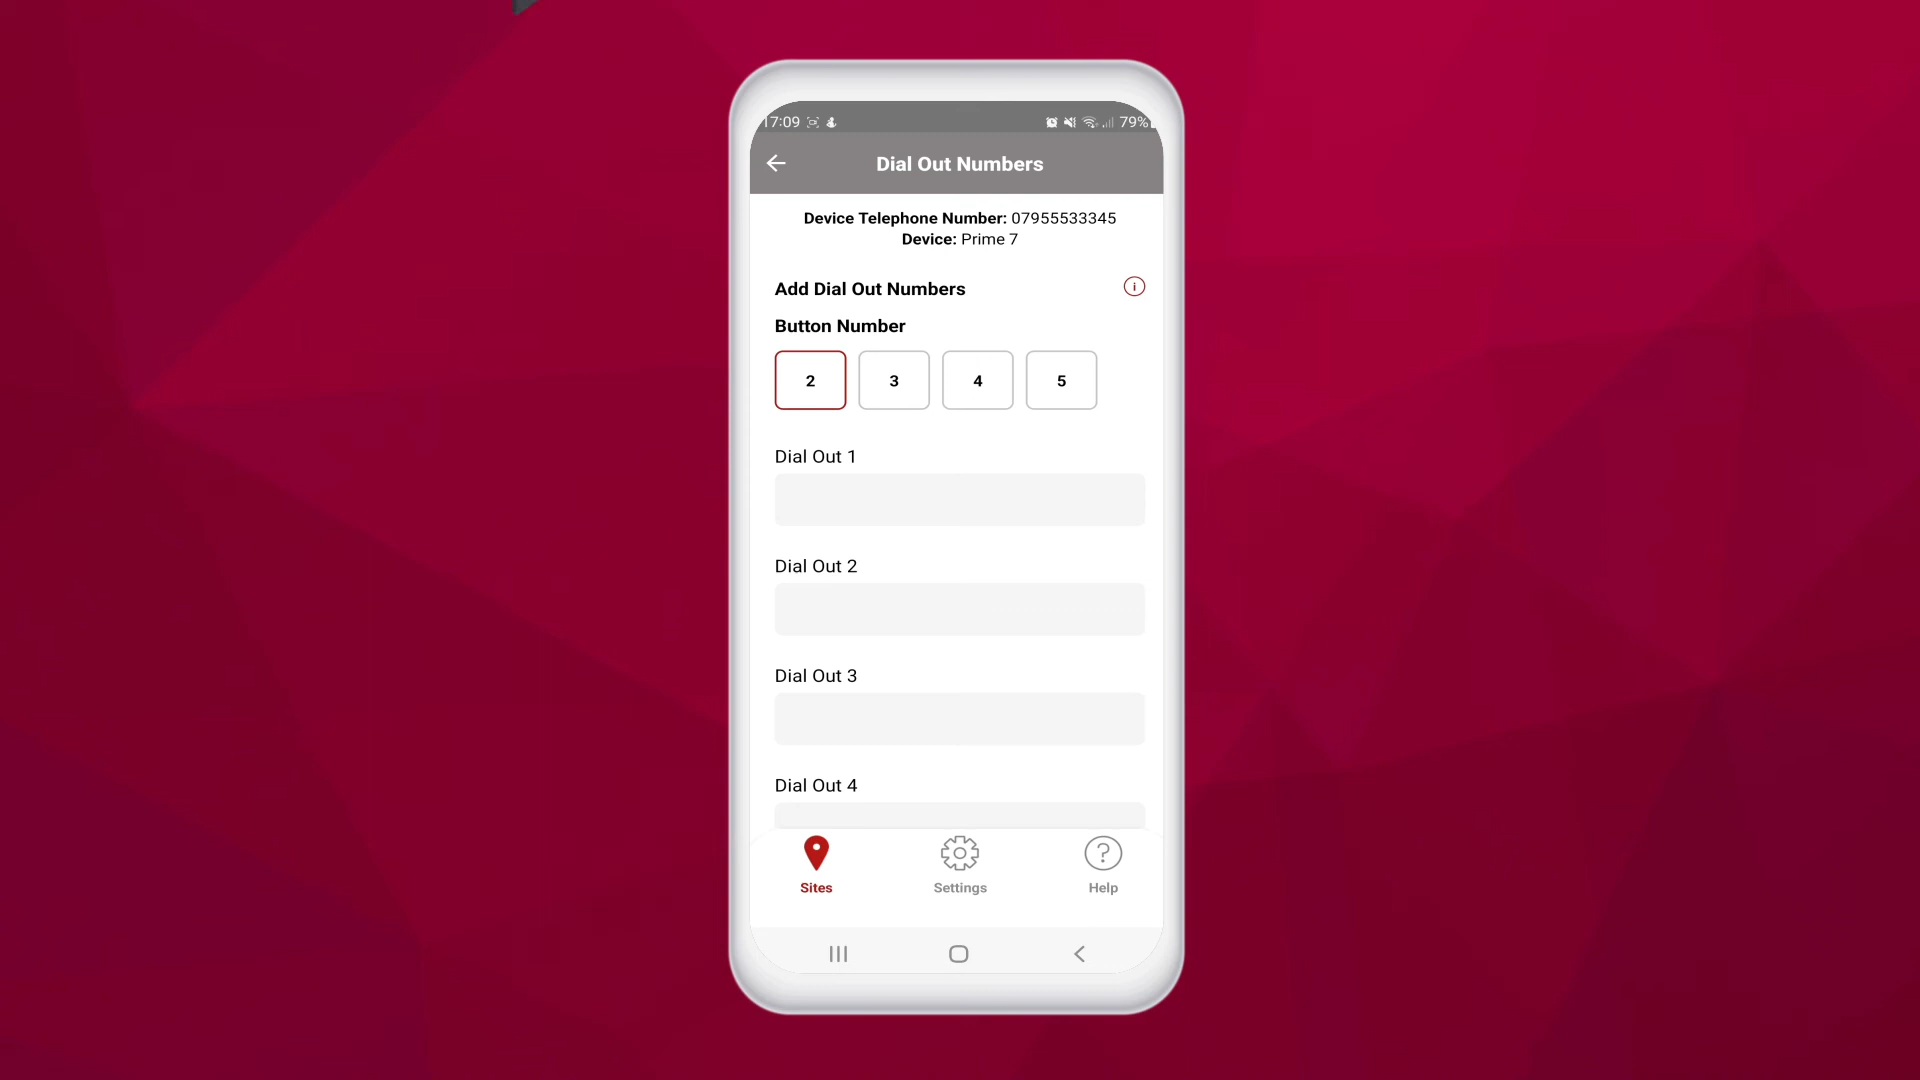 17:09 79%
Dial Out Numbers
Device Telephone Number: 07955533345
Device: Prime 7
Add Dial Out Numbers
Button Number
2 3 4 5
Dial Out 1
Dial Out 2
Dial Out 3
Dial Out 4
Sites Settings Help